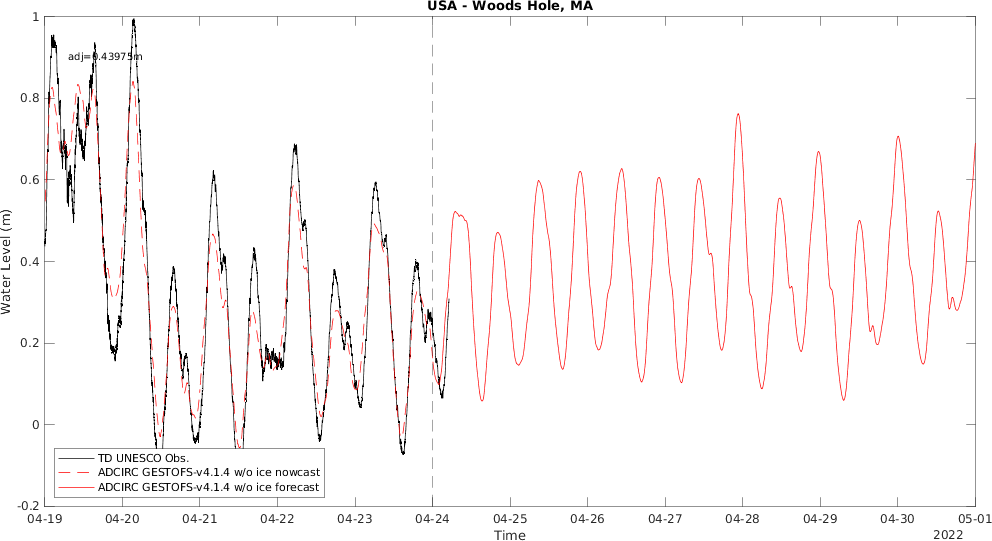 USA - Woods Hole, MA
1
adj=0.43975m
0.8
0.6
0.4
0.2
0
-0.2
Water Level (m)
TD UNESCO Obs.
ADCIRC GESTOFS-v4.1.4 w/o ice nowcast
ADCIRC GESTOFS-v4.1.4 w/o ice forecast
04-19 04-20 04-21 04-22 04-23 04-24 04-25 04-26 04-27 04-28 04-29 04-30 05-01
Time
2022